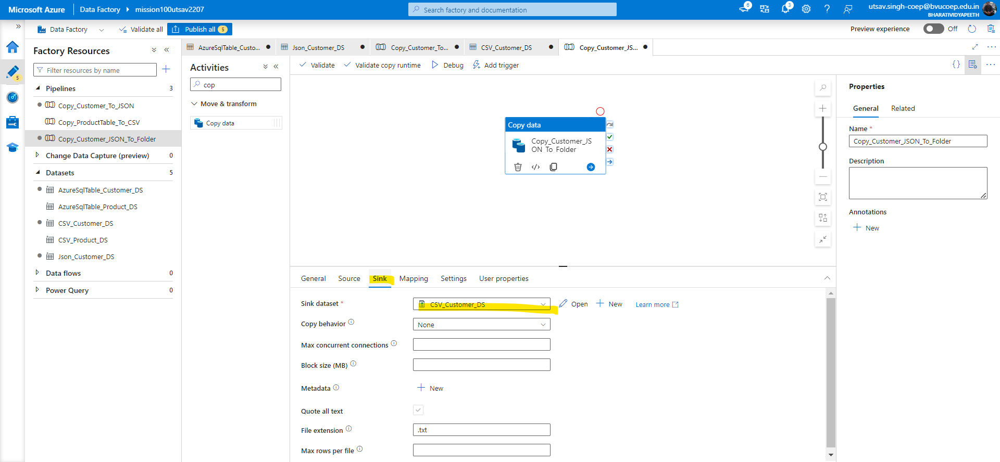 Microsoft Azure
Data Factory
mission100utsav2207
Search factory and documentation
6
3
?
utsav.singh-coep@bvucoep.edu.in
BHARATIVIDYAPEETH
Data Factory
Validate all
Publish all 5
Preview experience
Off
5
Factory Resources
Filter resources by name
Pipelines 3
Copy_Customer_To_JSON
Copy_ProductTable_To_CSV
Copy_Customer_JSON_To_Folder
Change Data Capture (preview) 0
Datasets 5
AzureSqlTable_Customer_DS
AzureSqlTable_Product_DS
CSV_Customer_DS
CSV_Product_DS
Json_Customer_DS
Data flows 0
Power Query 0
AzureSqlTable_Custo...
Json_Customer_DS
Copy_Customer_To...
CSV_Customer_DS
Copy_Customer_JS...
Activities
cop
Move & transform
Copy data
Validate
Validate copy runtime
Debug
Add trigger
{}
Copy data
Copy_Customer_JS
ON_To_Folder
</>
General
Source
Sink
Mapping
Settings
User properties
Sink dataset *
CSV_Customer_DS
Open
New
Learn more
Copy behavior
None
Max concurrent connections
Block size (MB)
Metadata
New
Quote all text
File extension
.txt
Max rows per file
Properties
General
Related
Name *
Copy_Customer_JSON_To_Folder
Description
Annotations
New